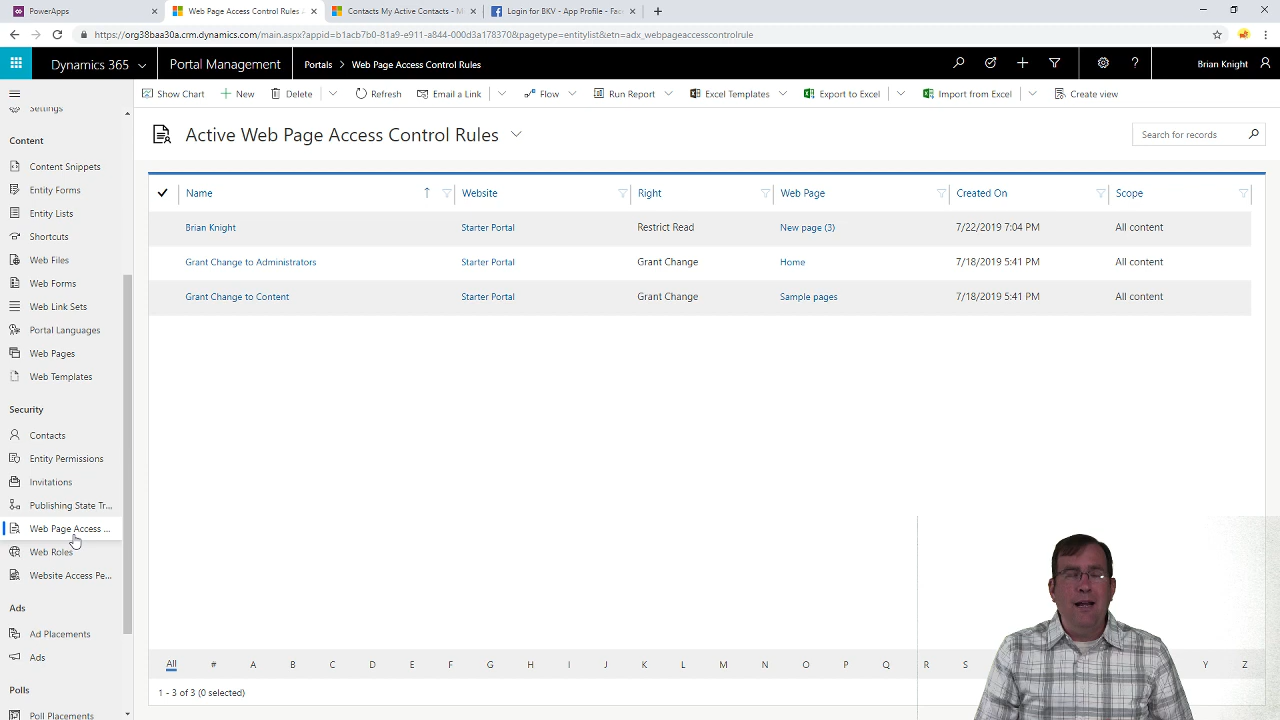 PowerApps
Web Page Access Control Rules A
Contacts My Active Contacts - M
Login for BKV - App Profile - Fac
https://org38baa30a.crm.dynamics.com/main.aspx?appid=b1acb7b0-81a9-e911-a844-000d3a178370&pagetype=entitylist&etn=adx_webpageaccesscontrolrule
Dynamics 365
Portal Management
Portals > Web Page Access Control Rules
Brian Knight
Show Chart
New
Delete
Refresh
Email a Link
Flow
Run Report
Excel Templates
Export to Excel
Import from Excel
Create view
Settings
Content
Content Snippets
Entity Forms
Entity Lists
Shortcuts
Web Files
Web Forms
Web Link Sets
Portal Languages
Web Pages
Web Templates
Security
Contacts
Entity Permissions
Invitations
Publishing State Tr...
Web Page Access ...
Web Roles
Website Access Pe...
Ads
Ad Placements
Ads
Polls
Poll Placements
Active Web Page Access Control Rules
Search for records
Name Website Right Web Page Created On Scope
Brian Knight Starter Portal Restrict Read New page (3) 7/22/2019 7:04 PM All content
Grant Change to Administrators Starter Portal Grant Change Home 7/18/2019 5:41 PM All content
Grant Change to Content Starter Portal Grant Change Sample pages 7/18/2019 5:41 PM All content
All # A B C D E F G H I J K L M N O P Q R S Y Z
1 - 3 of 3 (0 selected)